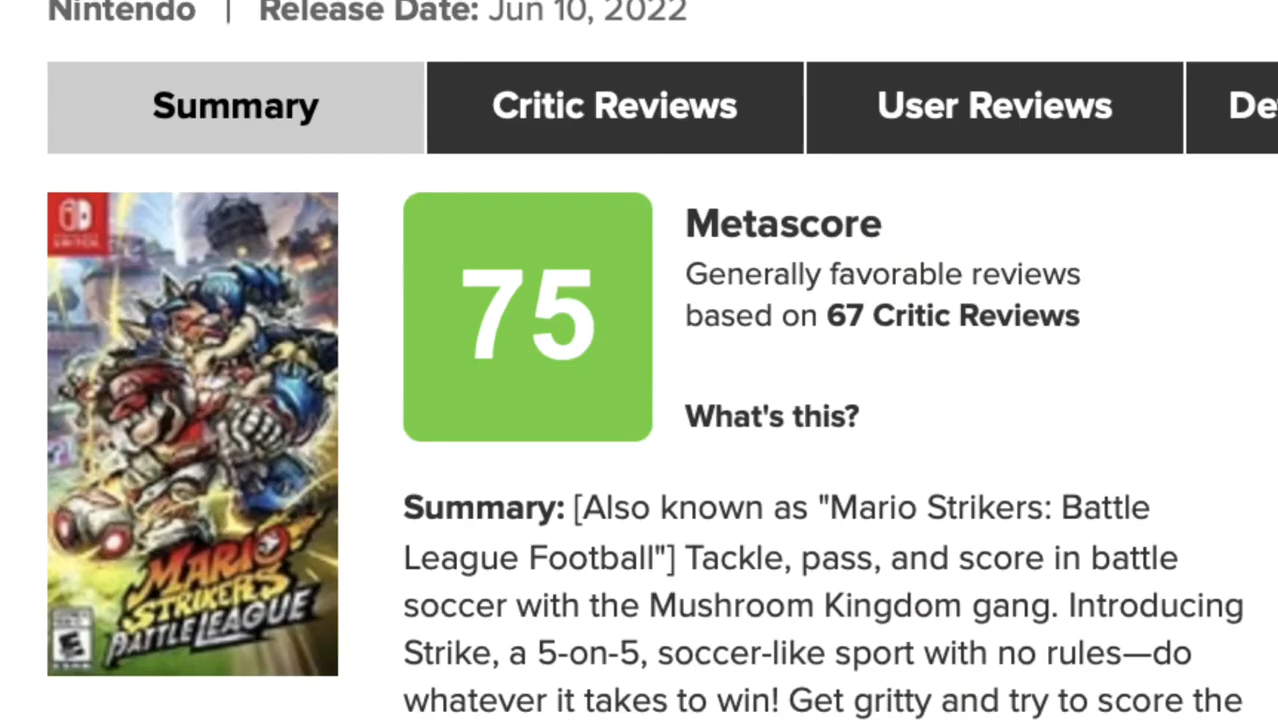 Nintendo | Release Date: Jun 10, 2022
Summary
Critic Reviews
User Reviews
De
SWITCH
MARIO
STRIKERS
BATTLE LEAGUE
E
75
Metascore
Generally favorable reviews
based on 67 Critic Reviews
What's this?
Summary: [Also known as "Mario Strikers: Battle
League Football"] Tackle, pass, and score in battle
soccer with the Mushroom Kingdom gang. Introducing
Strike, a 5-on-5, soccer-like sport with no rules—do
whatever it takes to win! Get gritty and try to score the